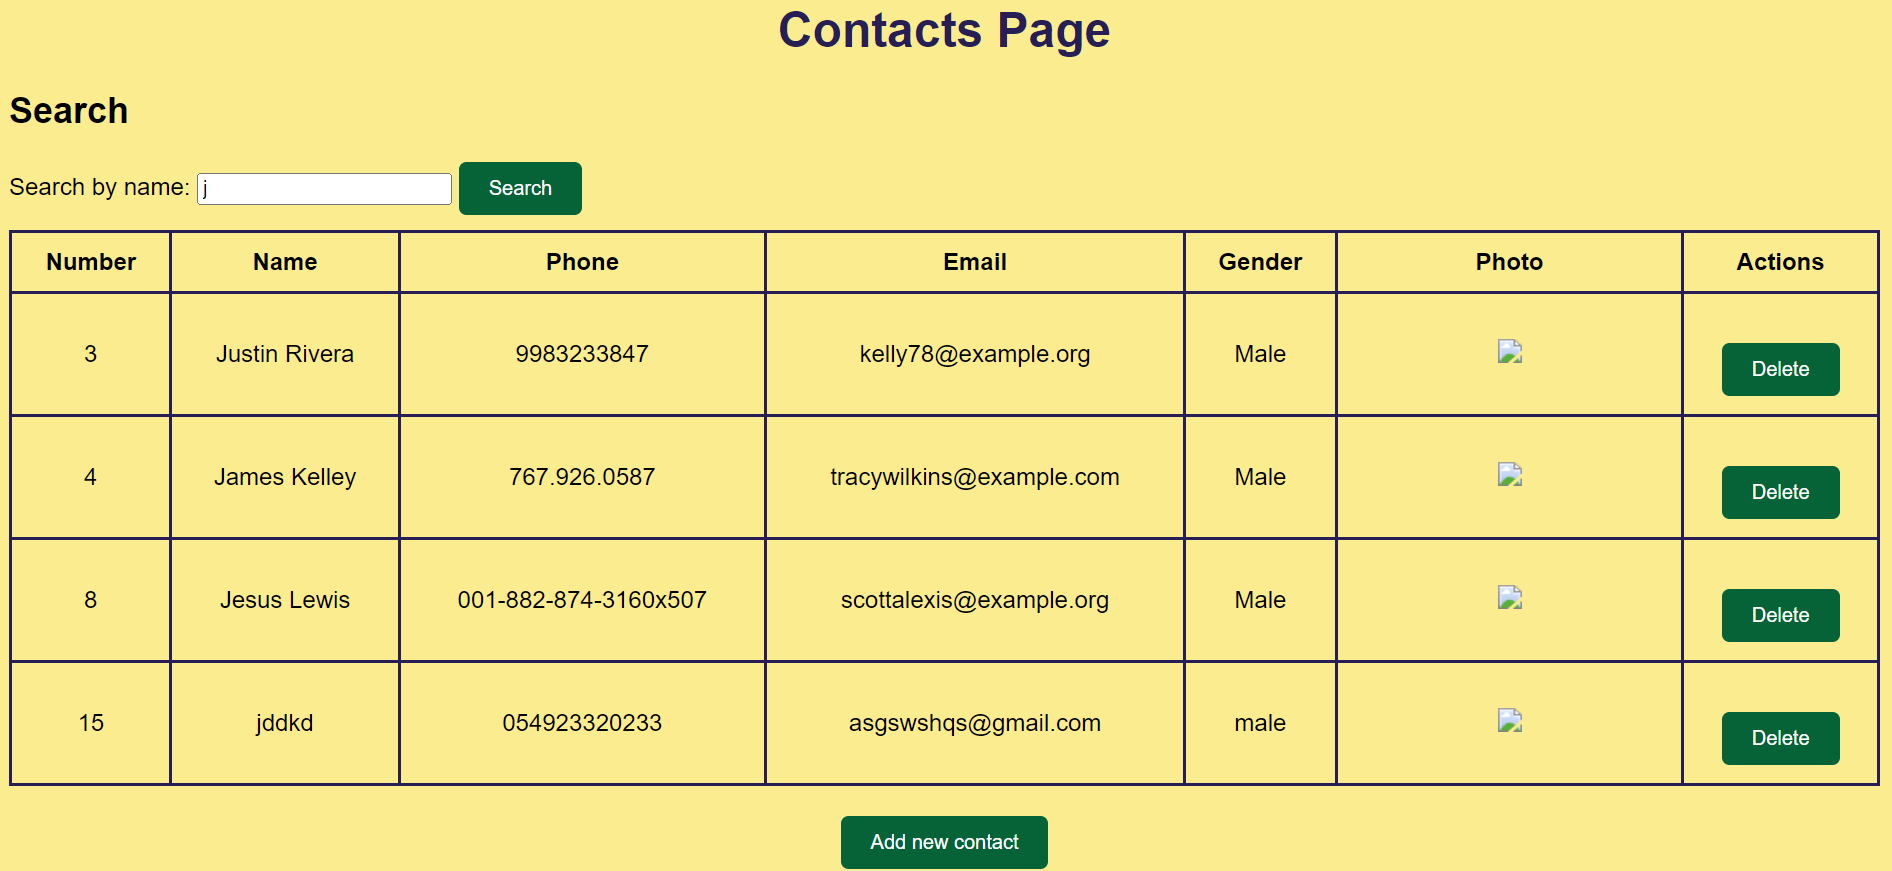 Contacts Page
Search
Search by name: j Search
Number Name Phone Email Gender Photo Actions
3 Justin Rivera 9983233847 kelly78@example.org Male Delete
4 James Kelley 767.926.0587 tracywilkins@example.com Male Delete
8 Jesus Lewis 001-882-874-3160x507 scottalexis@example.org Male Delete
15 jddkd 054923320233 asgswshqs@gmail.com male Delete
Add new contact